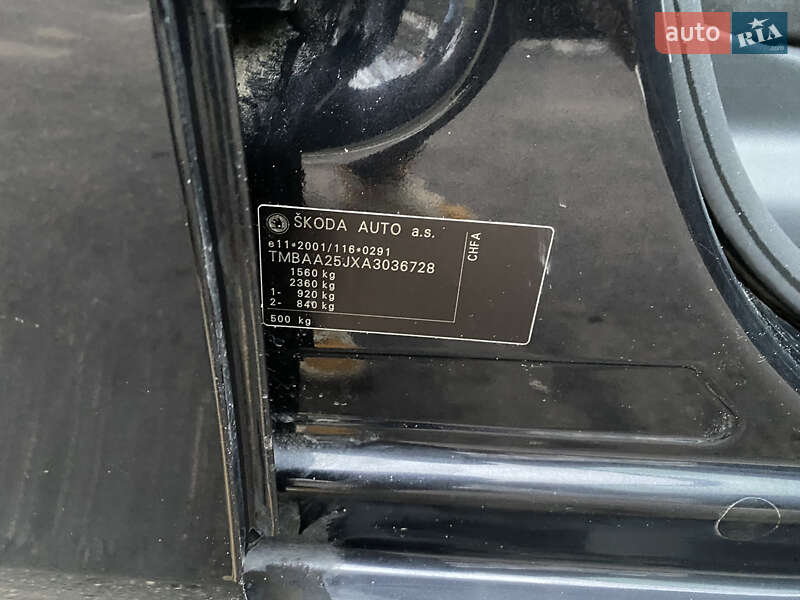 auto RIA .com
ŠKODA AUTO a.s.
e11*2001/116*0291
TMBAA25JXA3036728
1560 kg
2360 kg
1- 920 kg
2- 840 kg
500 kg
CHFA